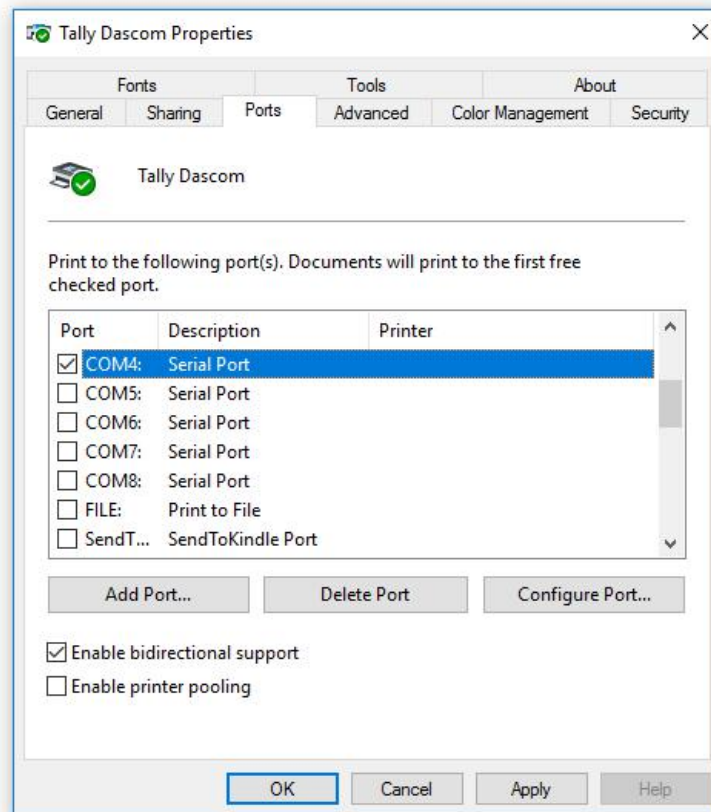 Tally Dascom Properties
Fonts Tools About
General Sharing Ports Advanced Color Management Security
Tally Dascom
Print to the following port(s). Documents will print to the first free
checked port.
Port Description Printer
COM4: Serial Port
COM5: Serial Port
COM6: Serial Port
COM7: Serial Port
COM8: Serial Port
FILE: Print to File
SendT... SendToKindle Port
Add Port... Delete Port Configure Port...
Enable bidirectional support
Enable printer pooling
OK Cancel Apply Help